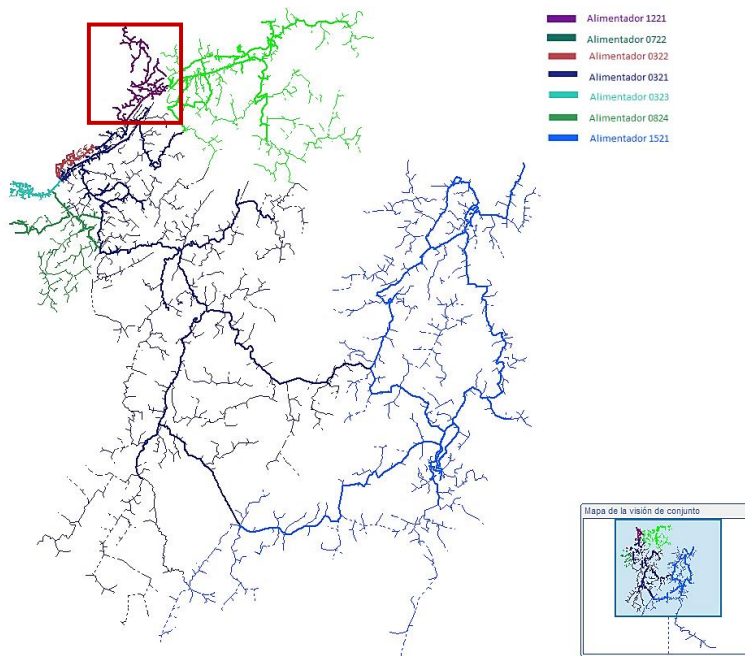 Alimentador 1221
Alimentador 0722
Alimentador 0322
Alimentador 0321
Alimentador 0323
Alimentador 0824
Alimentador 1521
Mapa de la visión de conjunto